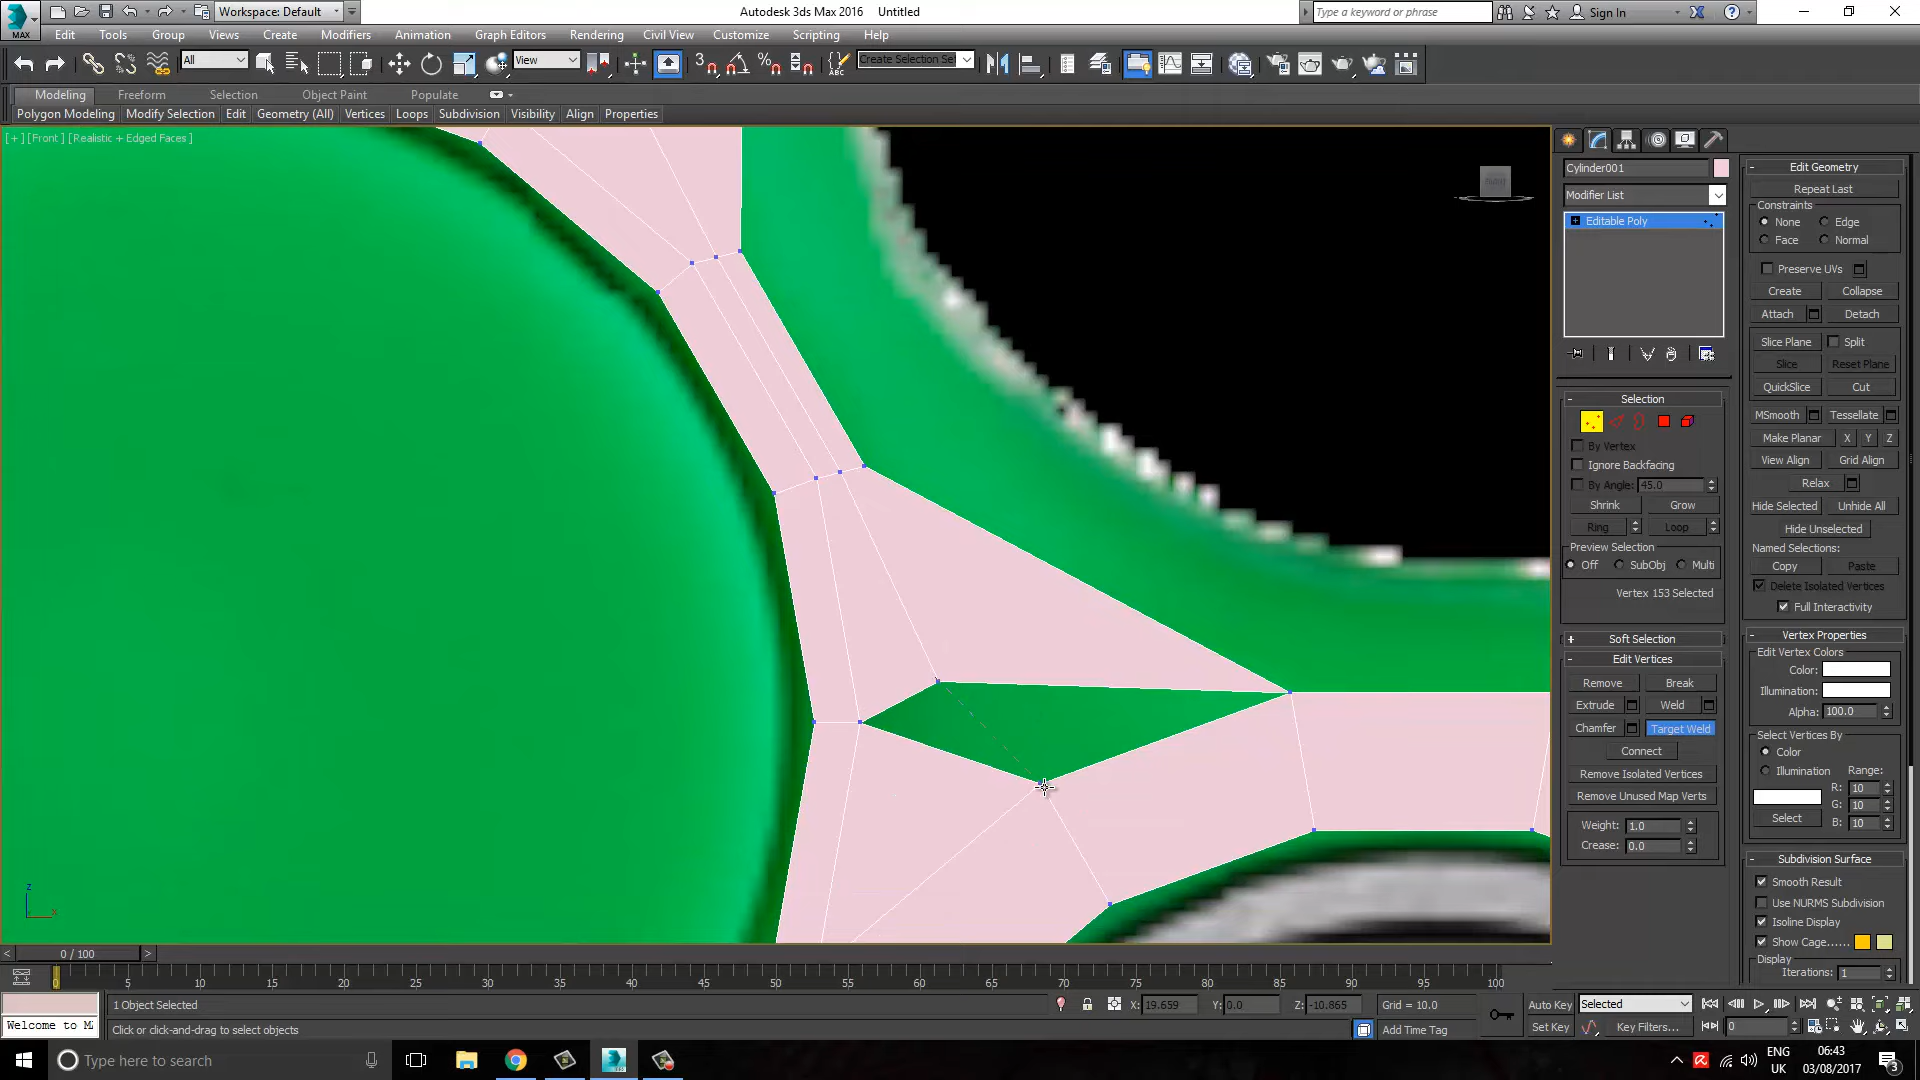 MAX
Workspace: Default
Autodesk 3ds Max 2016 Untitled
Type a keyword or phrase
Sign In
Edit Tools Group Views Create Modifiers Animation Graph Editors Rendering Civil View Customize Scripting Help
All
View
3
ABC
Create Selection Se
Modeling Freeform Selection Object Paint Populate
Polygon Modeling Modify Selection Edit Geometry (All) Vertices Loops Subdivision Visibility Align Properties
[+] [Front] [Realistic + Edged Faces]
Cylinder001
Modifier List
Editable Poly
Selection
By Vertex
Ignore Backfacing
By Angle: 45.0
Shrink Grow
Ring Loop
Preview Selection
Off SubObj Multi
Vertex 153 Selected
Soft Selection
Edit Vertices
Remove Break
Extrude Weld
Chamfer Target Weld
Connect
Remove Isolated Vertices
Remove Unused Map Verts
Weight: 1.0
Crease: 0.0
Edit Geometry
Repeat Last
Constraints
None Edge
Face Normal
Preserve UVs
Create Collapse
Attach Detach
Slice Plane Split
Slice Reset Plane
QuickSlice Cut
MSmooth Tessellate
Make Planar X Y Z
View Align Grid Align
Relax
Hide Selected Unhide All
Hide Unselected
Named Selections:
Copy Paste
Delete Isolated Vertices
Full Interactivity
Vertex Properties
Edit Vertex Colors
Color:
Illumination:
Alpha: 100.0
Select Vertices By
Color
Illumination Range:
R: 10
G: 10
Select B: 10
Subdivision Surface
Smooth Result
Use NURMS Subdivision
Isoline Display
Show Cage......
Display
Iterations: 1
z
x
0 / 100
0 5 10 15 20 25 30 35 40 45 50 55 60 65 70 75 80 85 90 95 100
1 Object Selected
X: 19.659 Y: 0.0 Z: -10.865 Grid = 10.0
Auto Key Selected
Welcome to M
Click or click-and-drag to select objects
Add Time Tag
Set Key Key Filters... 0
Type here to search
ENG
UK
06:43
03/08/2017
3